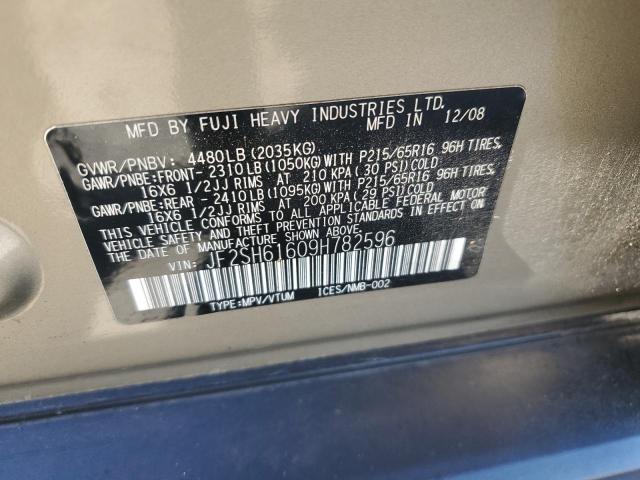 MFD BY FUJI HEAVY INDUSTRIES LTD.
MFD IN 12/08
GVWR/PNBV: 4480LB(2035KG)
GAWR/PNBE:FRONT- 2310LB(1050KG)WITH P215/65R16 96H TIRES,
16X6 1/2JJ RIMS AT 210 KPA( 30 PSI)COLD
GAWR/PNBE:REAR - 2410LB(1095KG)WITH P215/65R16 96H TIRES,
16X6 1/2JJ RIMS AT 200 KPA( 29 PSI)COLD
THIS VEHICLE CONFORMS TO ALL APPLICABLE FEDERAL MOTOR
VEHICLE SAFETY AND THEFT PREVENTION STANDARDS IN EFFECT ON
THE DATE OF MANUFACTURE SHOWN ABOVE.
VIN: JF2SH61609H782596
TYPE:MPV/VTUM ICES/NMB-002